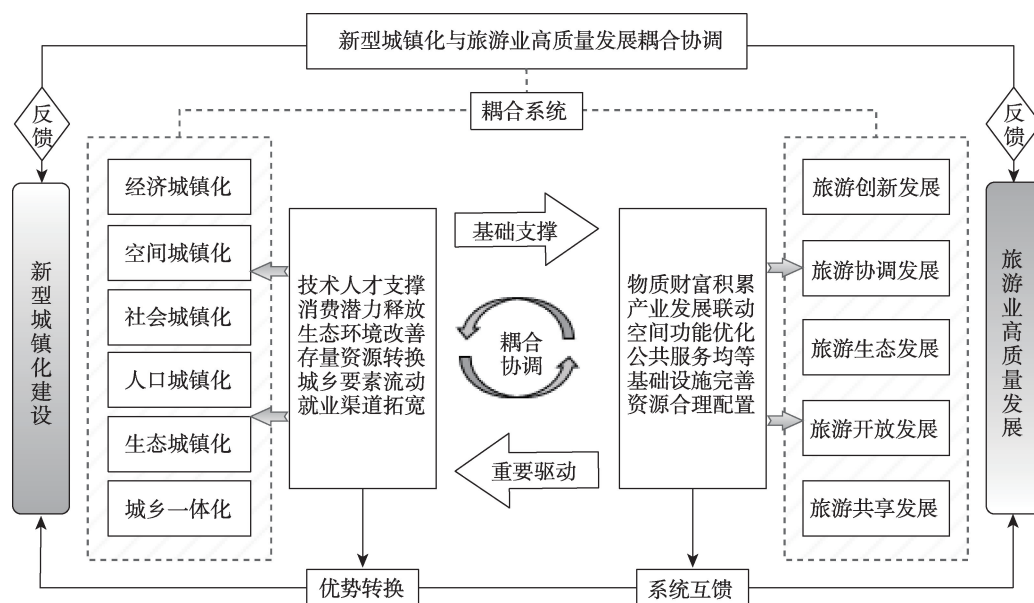 新型城镇化与旅游业高质量发展耦合协调
耦合系统
反馈
反馈
新型城镇化建设
经济城镇化
空间城镇化
社会城镇化
人口城镇化
生态城镇化
城乡一体化
技术人才支撑
消费潜力释放
生态环境改善
存量资源转换
城乡要素流动
就业渠道拓宽
基础支撑
耦合
协调
重要驱动
物质财富积累
产业发展联动
空间功能优化
公共服务均等
基础设施完善
资源合理配置
旅游创新发展
旅游协调发展
旅游生态发展
旅游开放发展
旅游共享发展
旅游业高质量发展
优势转换
系统互馈